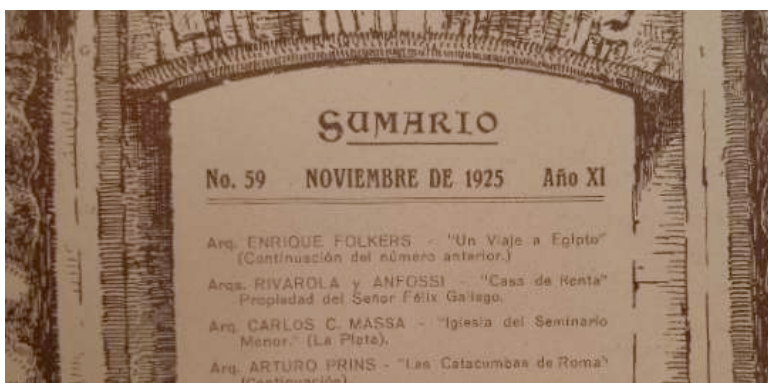 SUMARIO
No. 59 NOVIEMBRE DE 1925 Año XI
Arq. ENRIQUE FOLKERS - "Un Viaje a Egipto"
(Continuación del número anterior.)
Arqs. RIVAROLA y ANFOSSI - "Casa de Renta"
Propiedad del Señor Félix Gallego.
Arq. CARLOS C. MASSA - "Iglesia del Seminario
Menor." (La Plata).
Arq. ARTURO PRINS - "Las Catacumbas de Roma"
(Continuación)